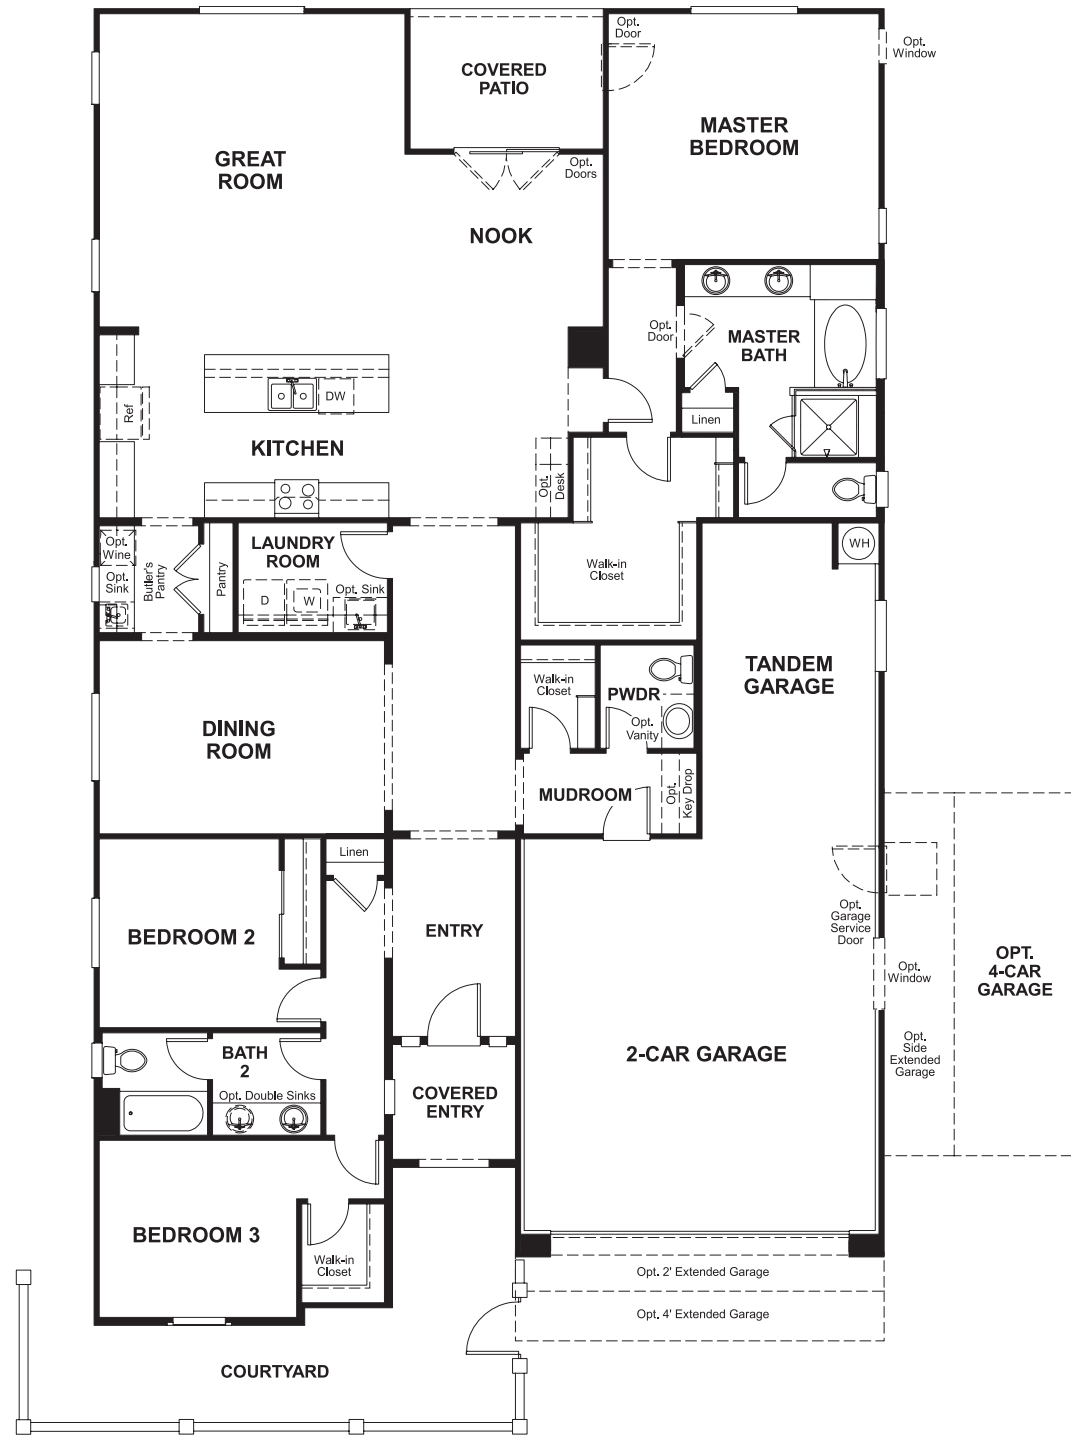 Opt.
Door
Opt.
Window
COVERED
PATIO
MASTER
BEDROOM
GREAT
ROOM
Opt.
Doors
NOOK
Opt.
Door
MASTER
BATH
DW
Ref
Linen
KITCHEN
Opt.
Desk
Opt.
Wine
Opt.
Sink
Butler's
Pantry
Pantry
LAUNDRY
ROOM
D
W
Opt. Sink
Walk-in
Closet
WH
DINING
ROOM
Walk-in
Closet
PWDR
Opt.
Vanity
TANDEM
GARAGE
MUDROOM
Opt.
Key Drop
Linen
BEDROOM 2
ENTRY
Opt.
Garage
Service
Door
Opt.
Window
OPT.
4-CAR
GARAGE
Opt.
Side
Extended
Garage
BATH
2
Opt. Double Sinks
2-CAR GARAGE
COVERED
ENTRY
BEDROOM 3
Walk-in
Closet
Opt. 2' Extended Garage
Opt. 4' Extended Garage
COURTYARD